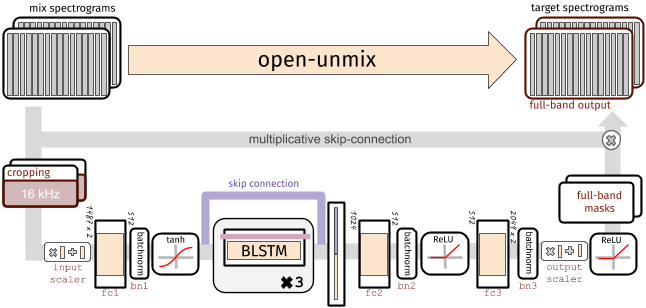 mix spectrograms
target spectrograms
open-unmix
full-band output
multiplicative skip-connection
cropping
16 kHz
skip connection
full-band
masks
1487 x 2
512
1024
512
512
2049 x 2
batchnorm
tanh
BLSTM
x 3
batchnorm
ReLU
batchnorm
ReLU
input
scaler
fc1
bn1
fc2
bn2
fc3
bn3
output
scaler